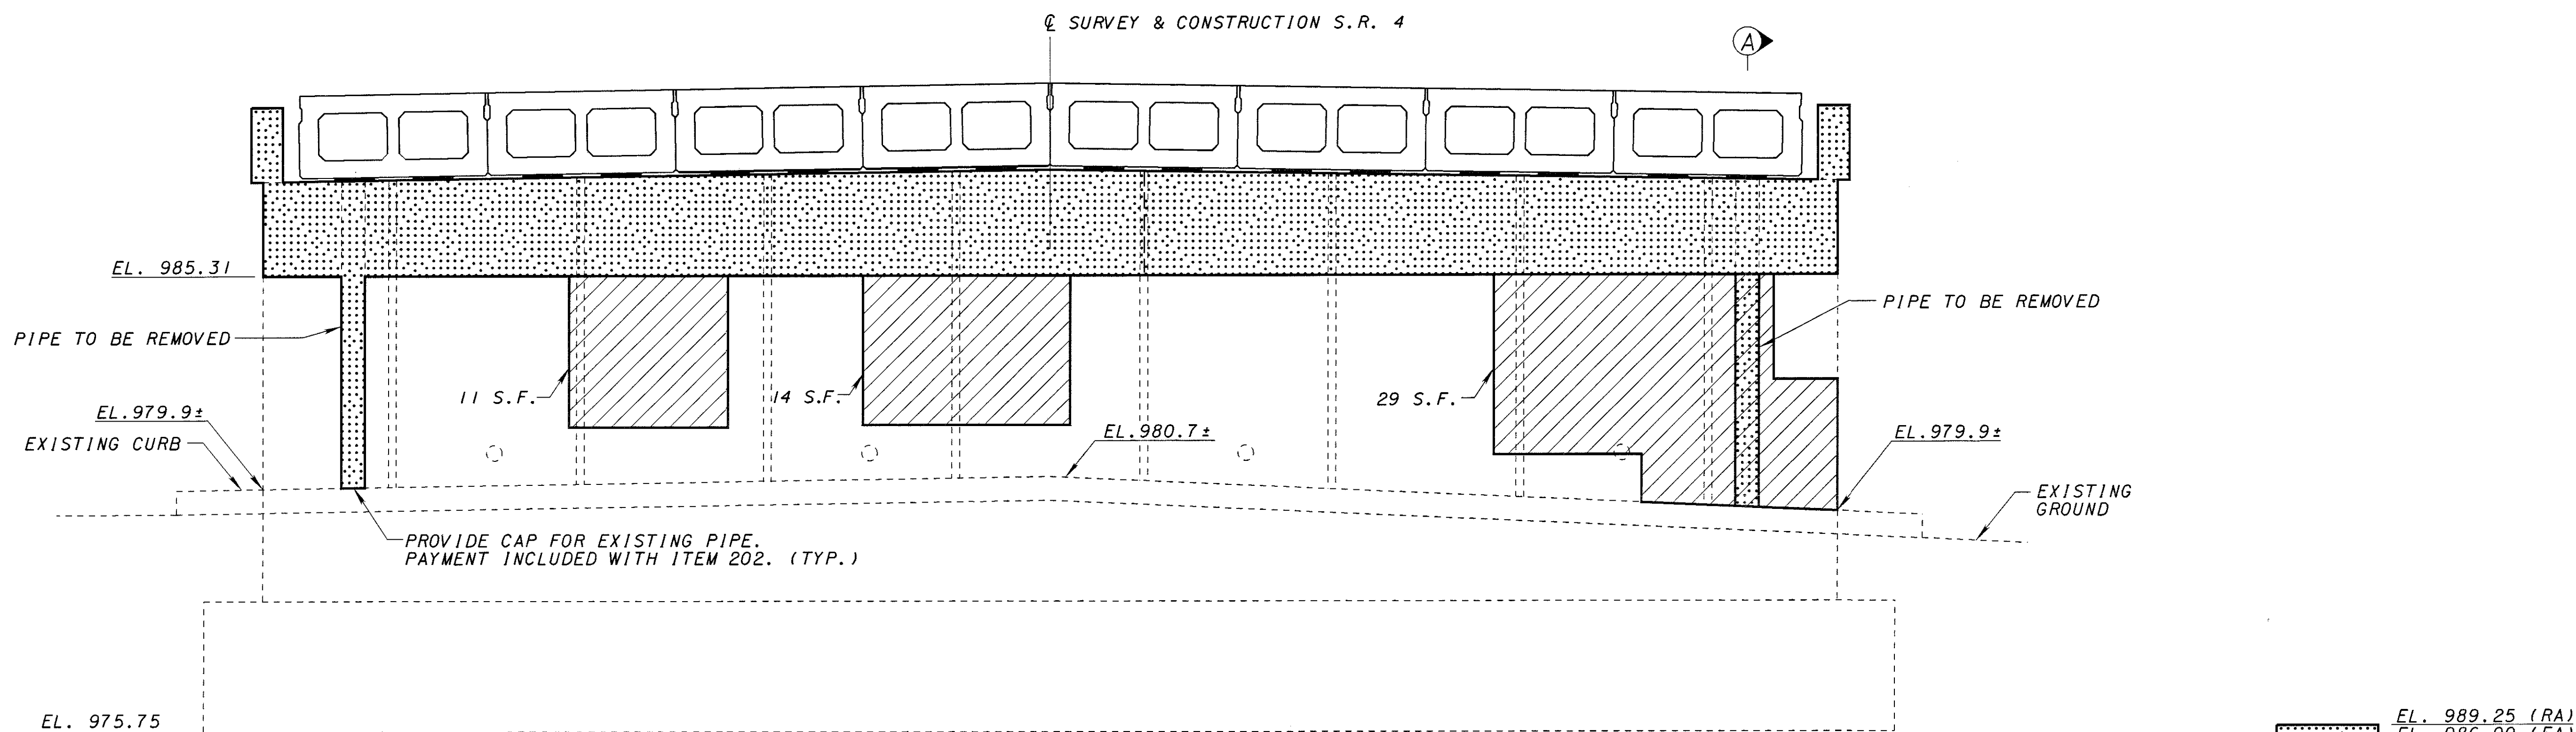 ℄ SURVEY & CONSTRUCTION S.R. 4
A
EL. 985.31
PIPE TO BE REMOVED
PIPE TO BE REMOVED
11 S.F.
14 S.F.
29 S.F.
EL.979.9±
EXISTING CURB
EL.980.7±
EL.979.9±
EXISTING
GROUND
PROVIDE CAP FOR EXISTING PIPE.
PAYMENT INCLUDED WITH ITEM 202. (TYP.)
EL. 975.75
EL. 989.25 (RA)